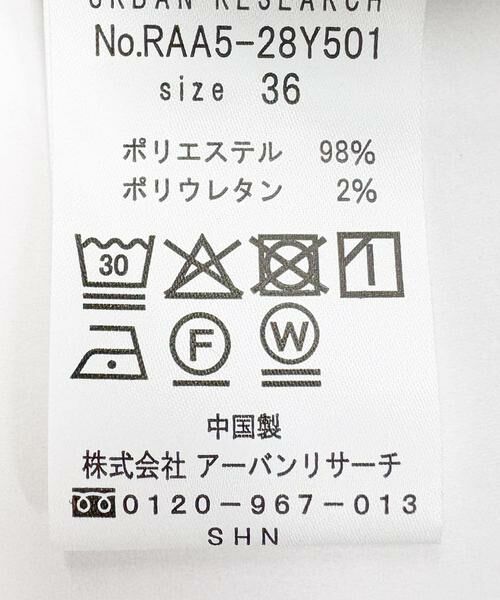 URBAN RESEARCH
No.RAA5-28Y501
size 36
ポリエステル 98%
ポリウレタン 2%
30
F W
中国製
株式会社 アーバンリサーチ
0120-967-013
SHN